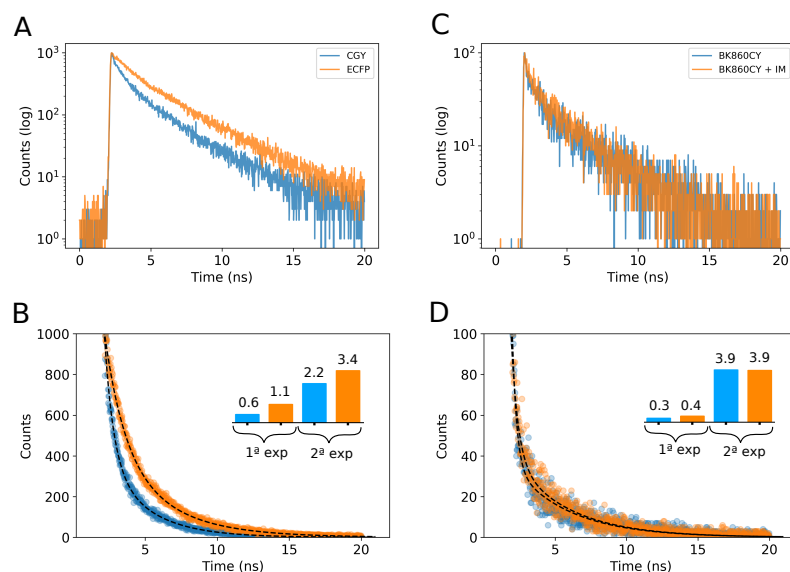 A
10³
10²
10¹
10⁰
Counts (log)
CGY
ECFP
0
5
10
15
20
Time (ns)
C
10²
10¹
10⁰
Counts (log)
BK860CY
BK860CY + IM
0
5
10
15
20
Time (ns)
B
1000
800
600
400
200
0
Counts
0.6
1.1
2.2
3.4
1ª exp
2ª exp
5
10
15
20
Time (ns)
D
100
80
60
40
20
0
Counts
0.3
0.4
3.9
3.9
1ª exp
2ª exp
5
10
15
20
Time (ns)